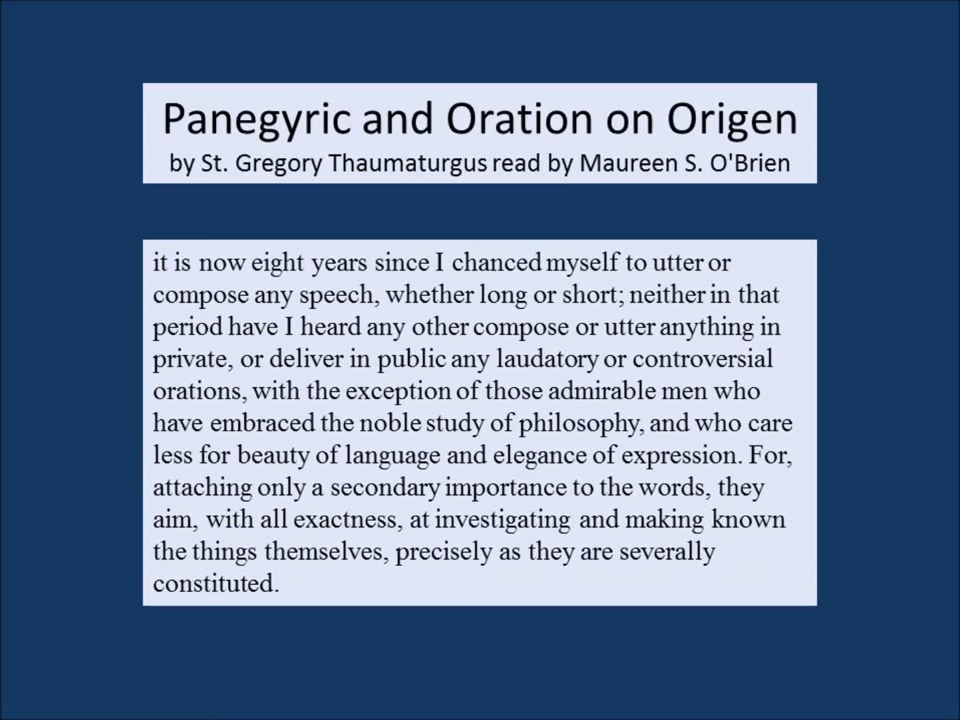 Panegyric and Oration on Origen
by St. Gregory Thaumaturgus read by Maureen S. O'Brien
it is now eight years since I chanced myself to utter or
compose any speech, whether long or short; neither in that
period have I heard any other compose or utter anything in
private, or deliver in public any laudatory or controversial
orations, with the exception of those admirable men who
have embraced the noble study of philosophy, and who care
less for beauty of language and elegance of expression. For,
attaching only a secondary importance to the words, they
aim, with all exactness, at investigating and making known
the things themselves, precisely as they are severally
constituted.